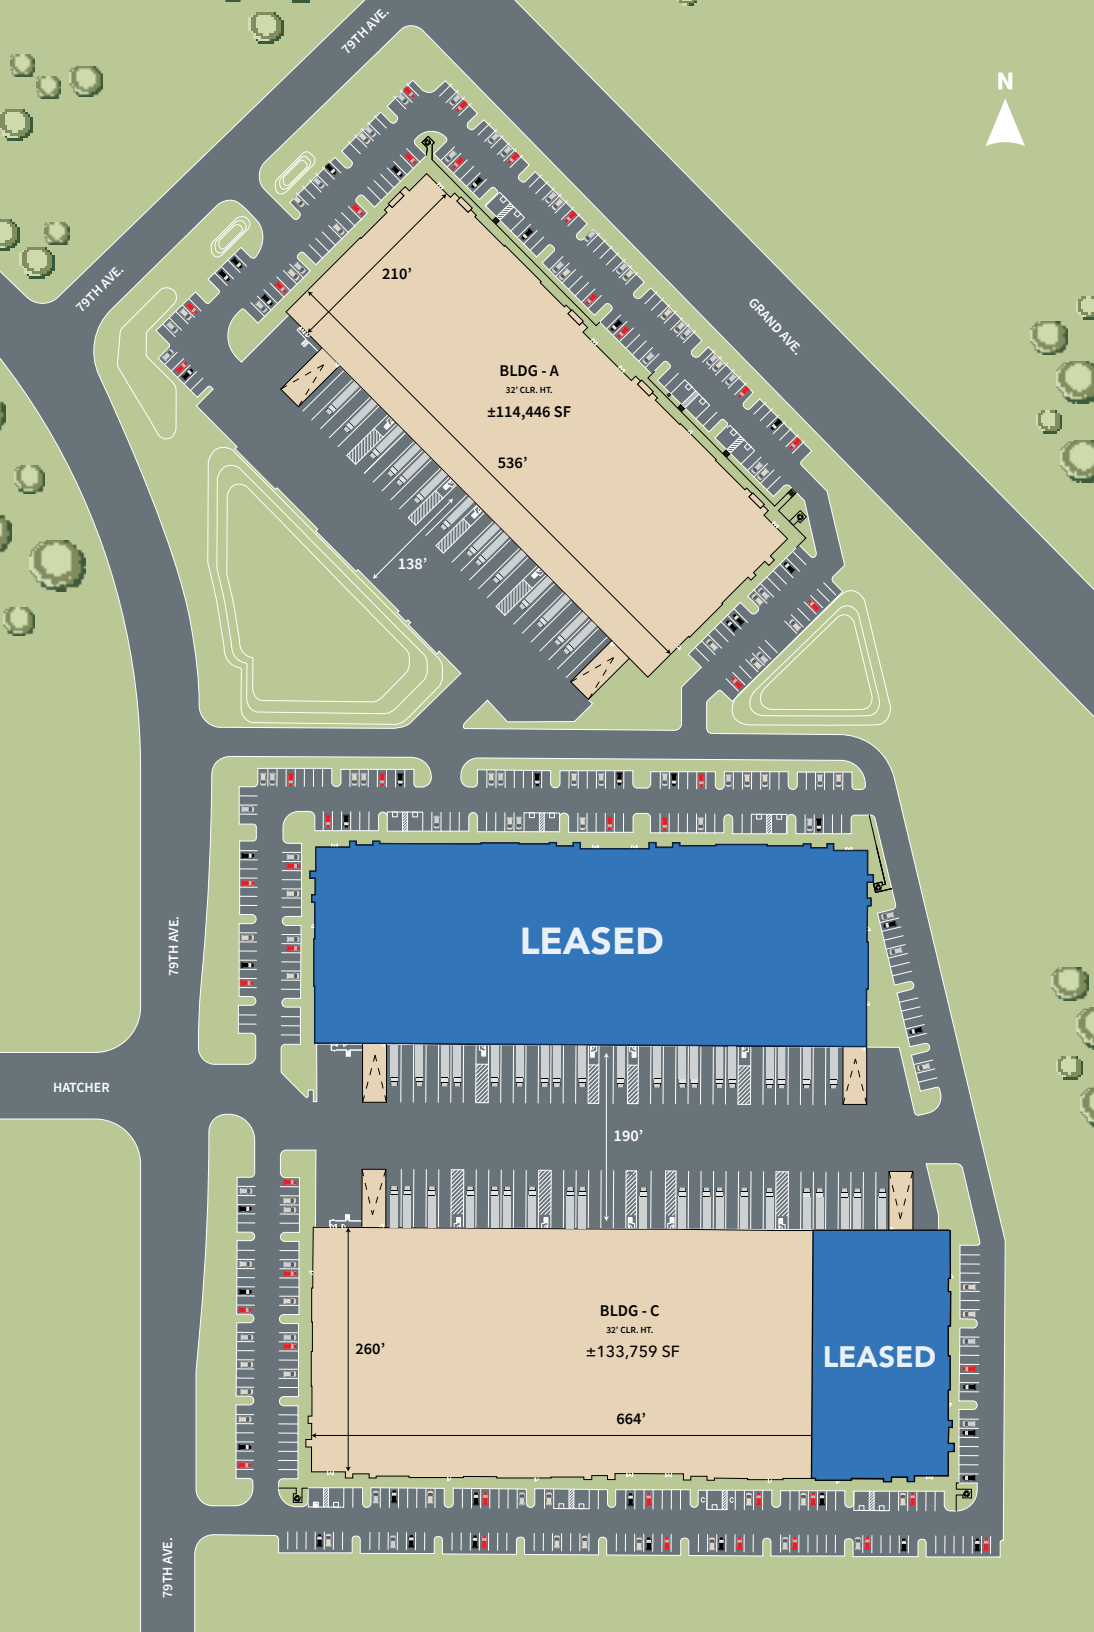 79TH AVE.
N
79TH AVE.
210’
GRAND AVE.
BLDG - A
32’ CLR. HT.
±114,446 SF
536’
138’
79TH AVE.
LEASED
HATCHER
190’
BLDG - C
32’ CLR. HT.
±133,759 SF
260’
LEASED
664’
79TH AVE.